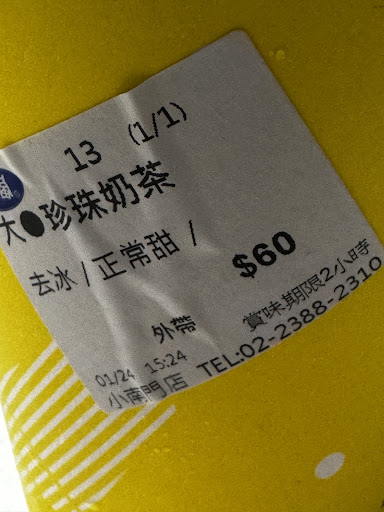 13 (1/1)
大●珍珠奶茶
去冰 / 正常甜 /
$60
外帶
賞味期限2小時
01/24 15:24
TEL:02-2388-2310
小南門店